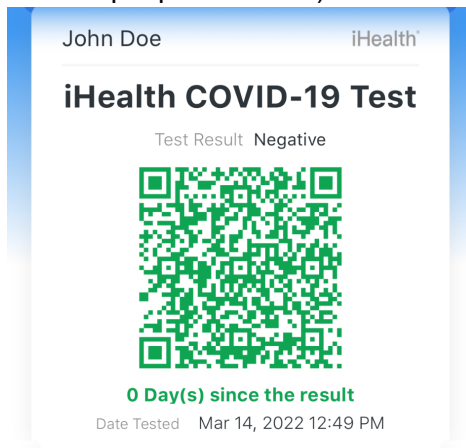 John Doe iHealth
iHealth COVID-19 Test
Test Result Negative
0 Day(s) since the result
Date Tested Mar 14, 2022 12:49 PM